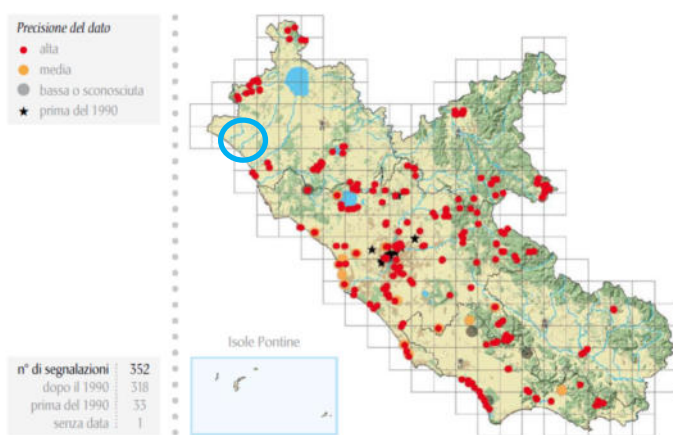 Precisione del dato
alta
media
bassa o sconosciuta
prima del 1990
Isole Pontine
n° di segnalazioni 352
dopo il 1990 318
prima del 1990 33
senza data 1